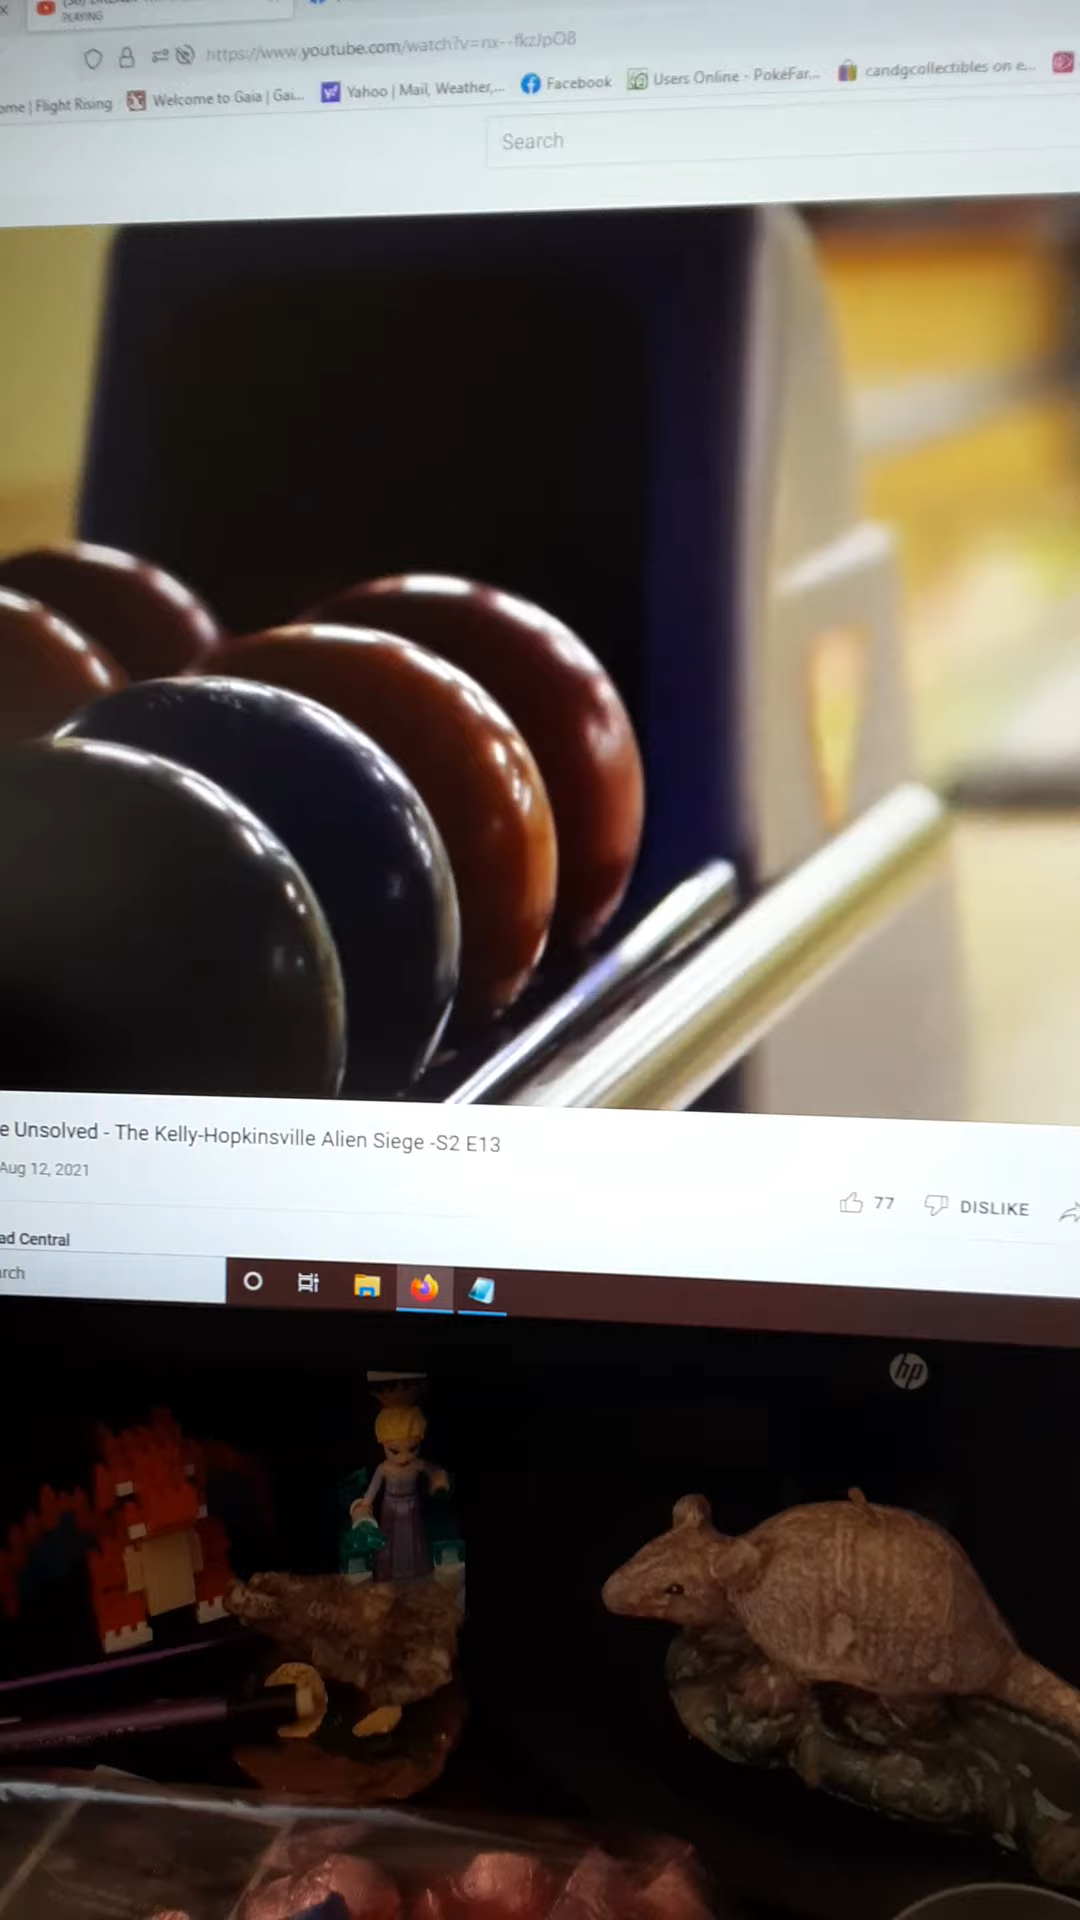 PLAYING
https://www.youtube.com/watch?v=
ome | Flight Rising
Welcome to Gaia | Gai...
Yahoo | Mail, Weather,...
Facebook
Users Online - PokéFar...
candgcollectibles on e...
Search
e Unsolved - The Kelly-Hopkinsville Alien Siege -S2 E13
Aug 12, 2021
77
DISLIKE
ad Central
arch
hp